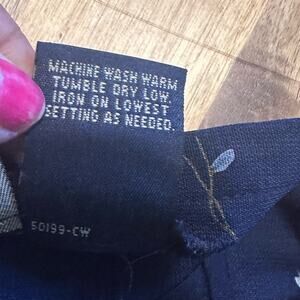 MACHINE WASH WARM
TUMBLE DRY LOW.
IRON ON LOWEST
SETTING AS NEEDED.
50199-CW